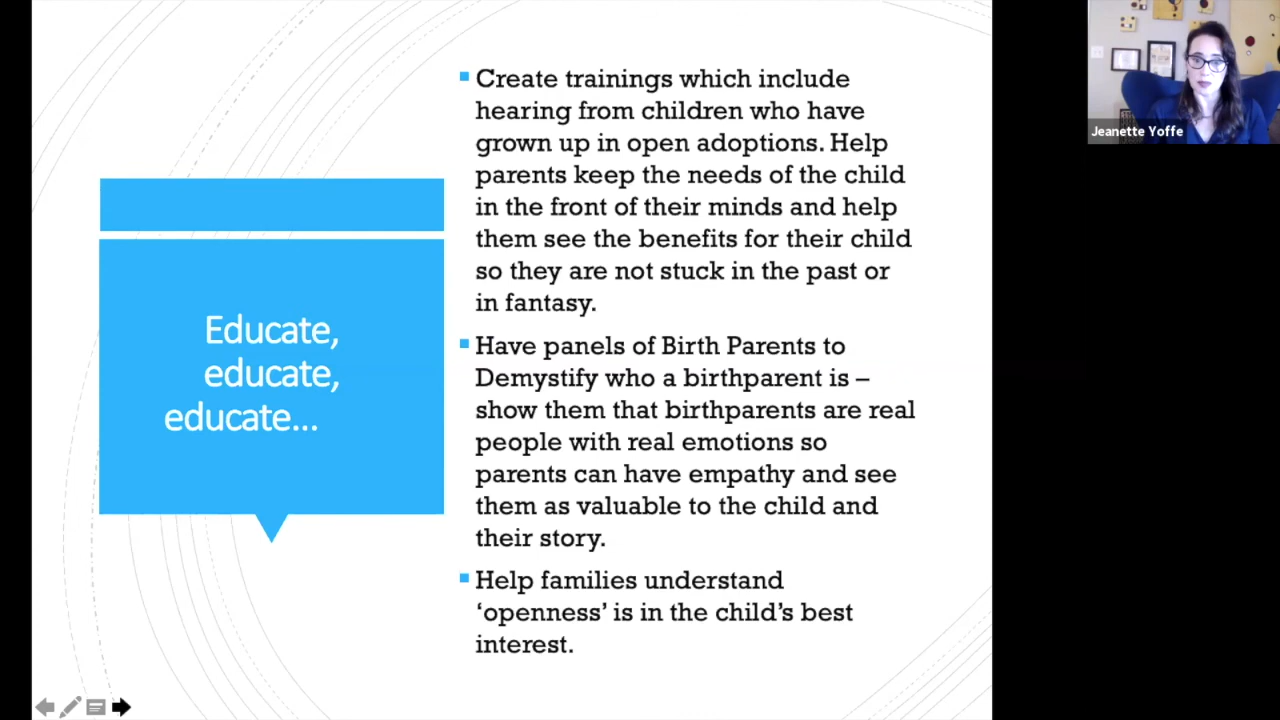 Educate,
educate,
educate…
Create trainings which include
hearing from children who have
grown up in open adoptions. Help
parents keep the needs of the child
in the front of their minds and help
them see the benefits for their child
so they are not stuck in the past or
in fantasy.
Have panels of Birth Parents to
Demystify who a birthparent is –
show them that birthparents are real
people with real emotions so
parents can have empathy and see
them as valuable to the child and
their story.
Help families understand
‘openness’ is in the child’s best
interest.
Jeanette Yoffe